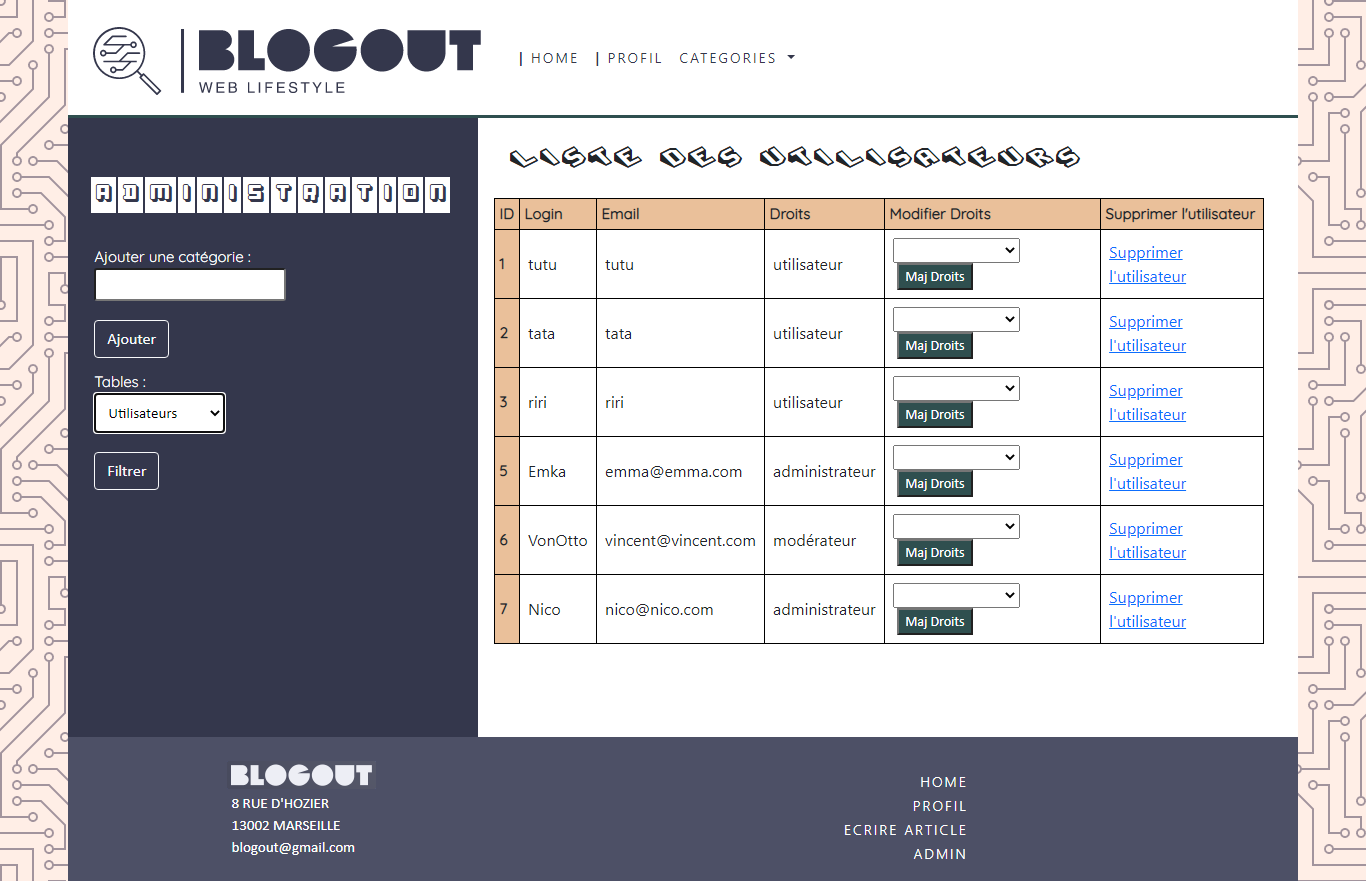 BLOGOUT
WEB LIFESTYLE
| HOME | PROFIL CATEGORIES
ADMINISTRATION
Ajouter une catégorie :
Ajouter
Tables :
Utilisateurs
Filtrer
LISTE DES UTILISATEURS
ID Login Email Droits Modifier Droits Supprimer l'utilisateur
1 tutu tutu utilisateur Maj Droits Supprimer
l'utilisateur
2 tata tata utilisateur Maj Droits Supprimer
l'utilisateur
3 riri riri utilisateur Maj Droits Supprimer
l'utilisateur
5 Emka emma@emma.com administrateur Maj Droits Supprimer
l'utilisateur
6 VonOtto vincent@vincent.com modérateur Maj Droits Supprimer
l'utilisateur
7 Nico nico@nico.com administrateur Maj Droits Supprimer
l'utilisateur
BLOGOUT
8 RUE D'HOZIER
13002 MARSEILLE
blogout@gmail.com
HOME
PROFIL
ECRIRE ARTICLE
ADMIN